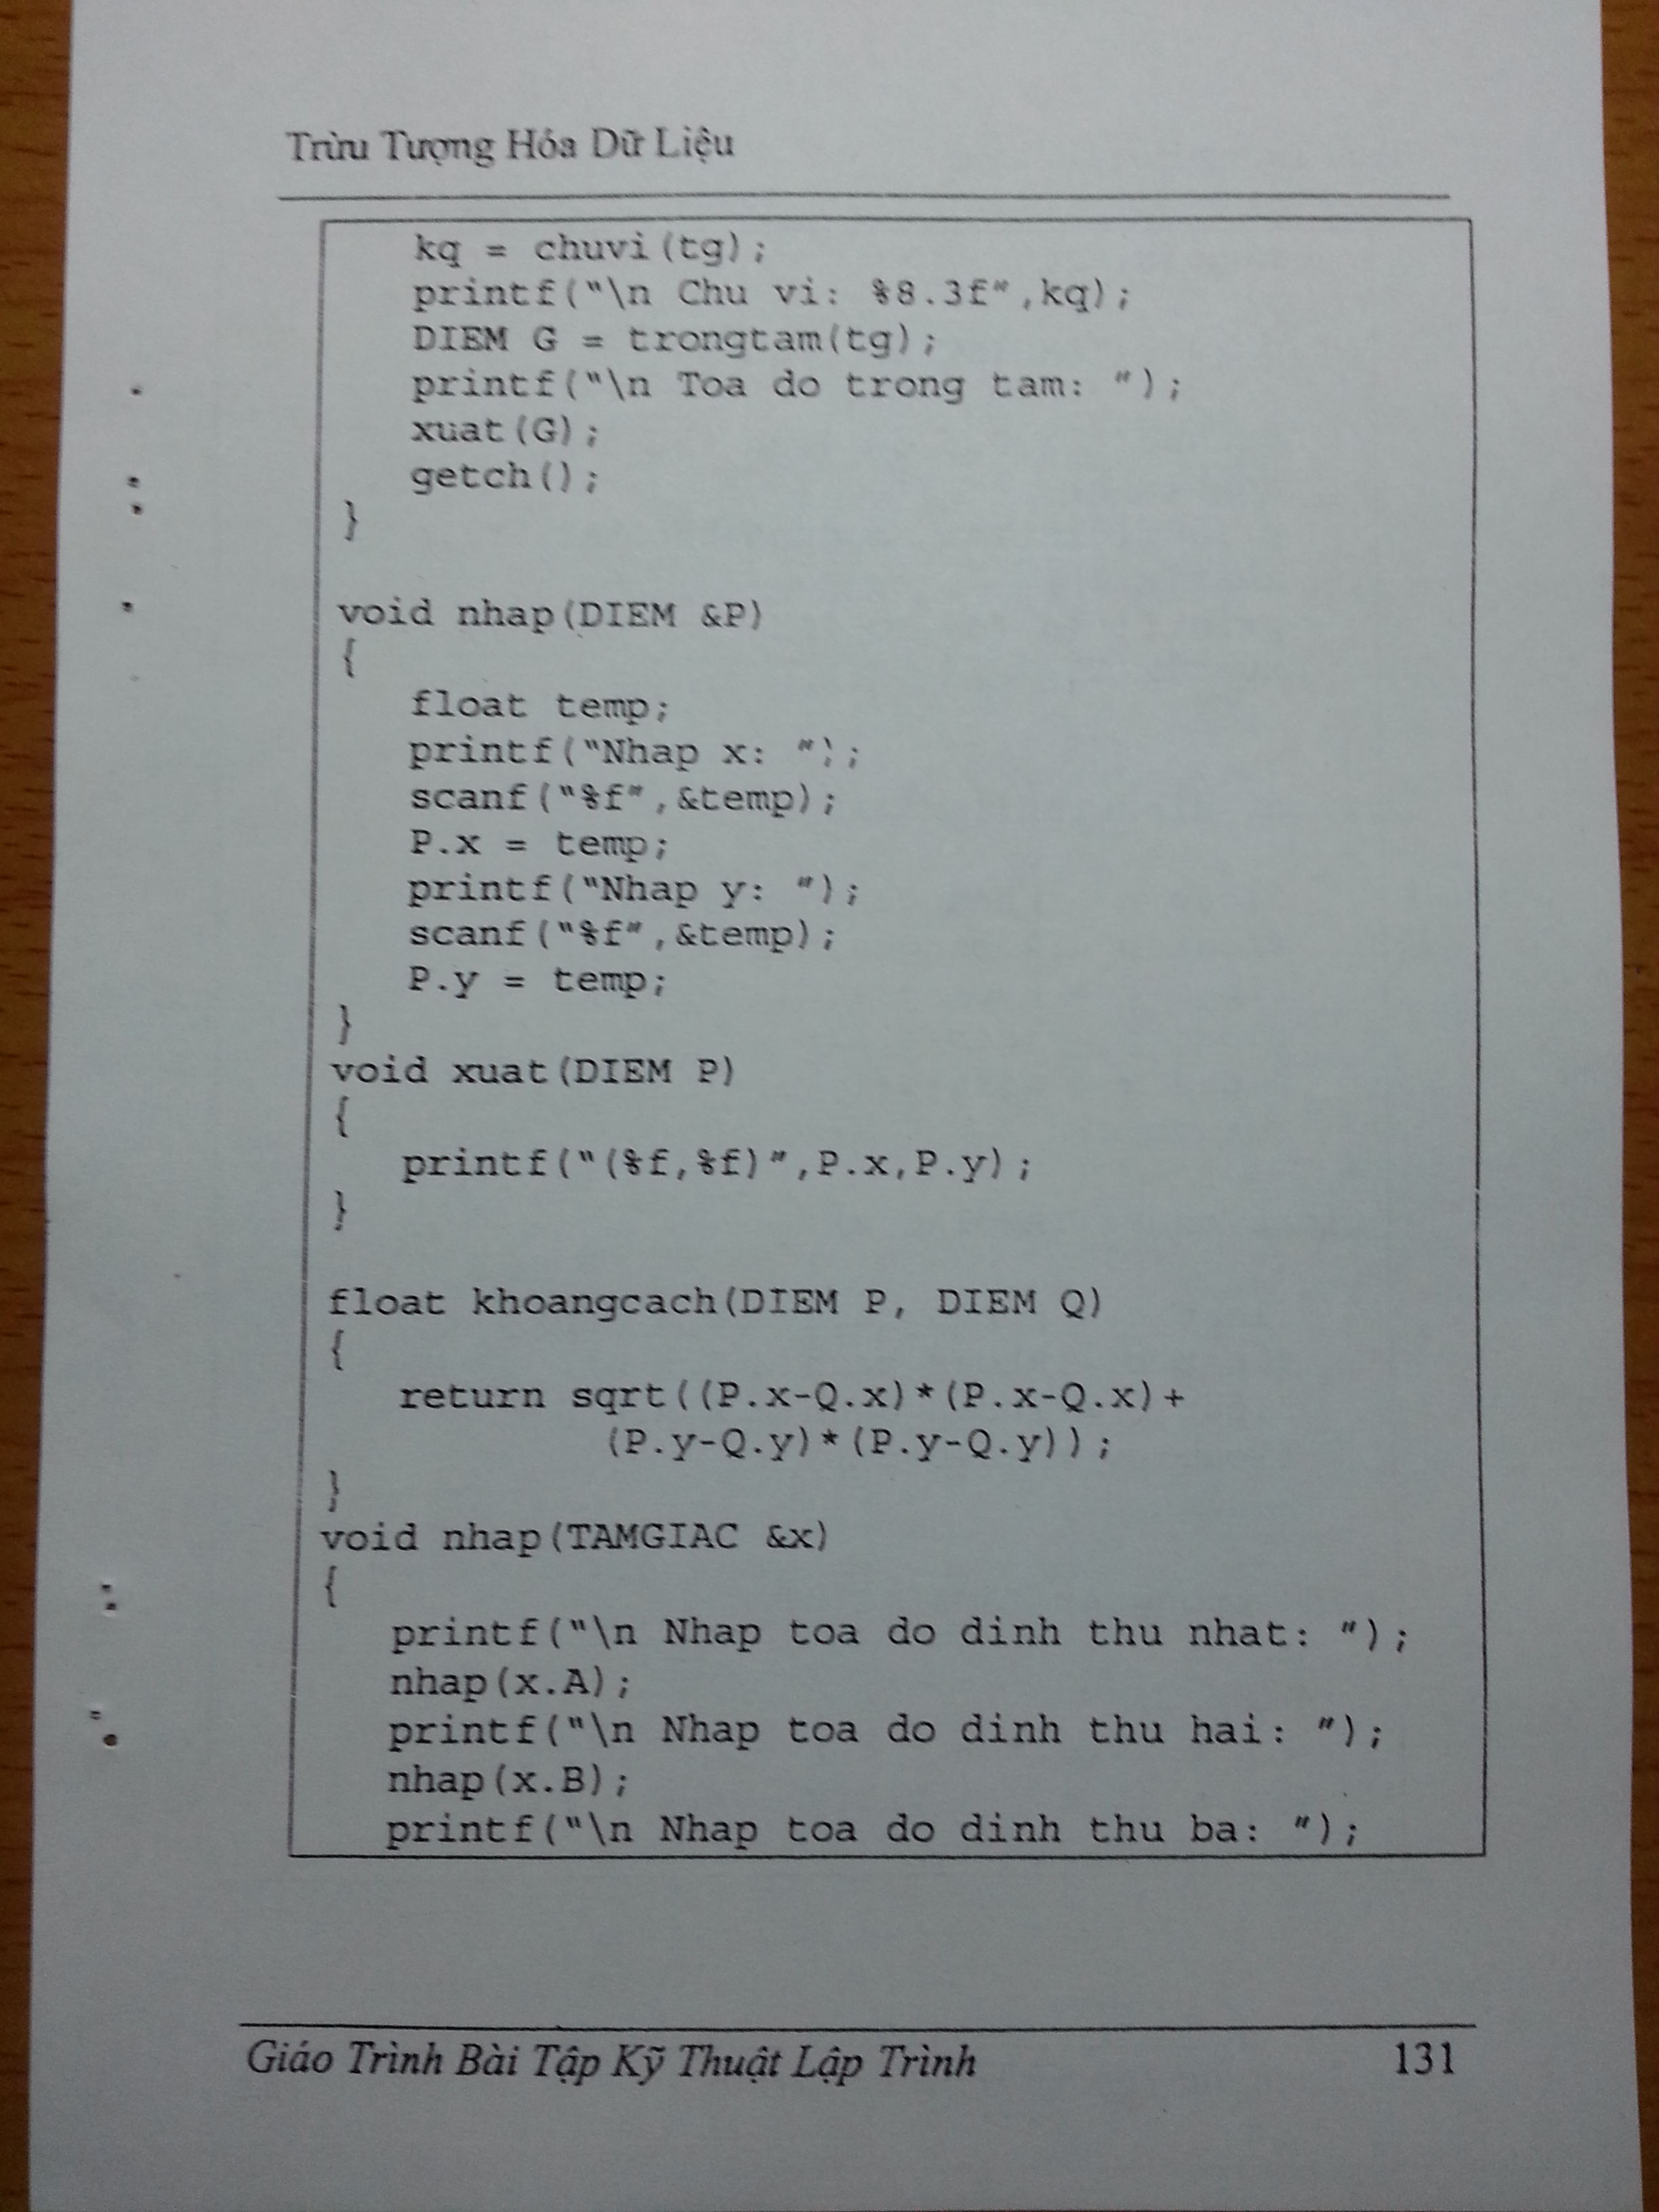 Trừu Tượng Hóa Dữ Liệu
kq = chuvi(tg);
printf("\n Chu vi: %8.3f",kq);
DIEM G = trongtam(tg);
printf("\n Toa do trong tam: ");
xuat(G);
getch();
}
void nhap(DIEM &P)
{
float temp;
printf("Nhap x: ");
scanf("%f",&temp);
P.x = temp;
printf("Nhap y: ");
scanf("%f",&temp);
P.y = temp;
}
void xuat(DIEM P)
{
printf("(%f,%f)",P.x,P.y);
}
float khoangcach(DIEM P, DIEM Q)
{
return sqrt((P.x-Q.x)*(P.x-Q.x)+
(P.y-Q.y)*(P.y-Q.y));
}
void nhap(TAMGIAC &x)
{
printf("\n Nhap toa do dinh thu nhat: ");
nhap(x.A);
printf("\n Nhap toa do dinh thu hai: ");
nhap(x.B);
printf("\n Nhap toa do dinh thu ba: ");
Giáo Trình Bài Tập Kỹ Thuật Lập Trình 131